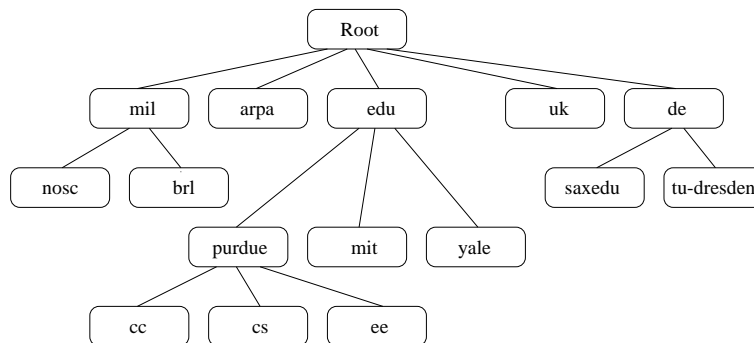 Root
mil arpa edu uk de
nosc brl saxedu tu-dresden
purdue mit yale
cc cs ee